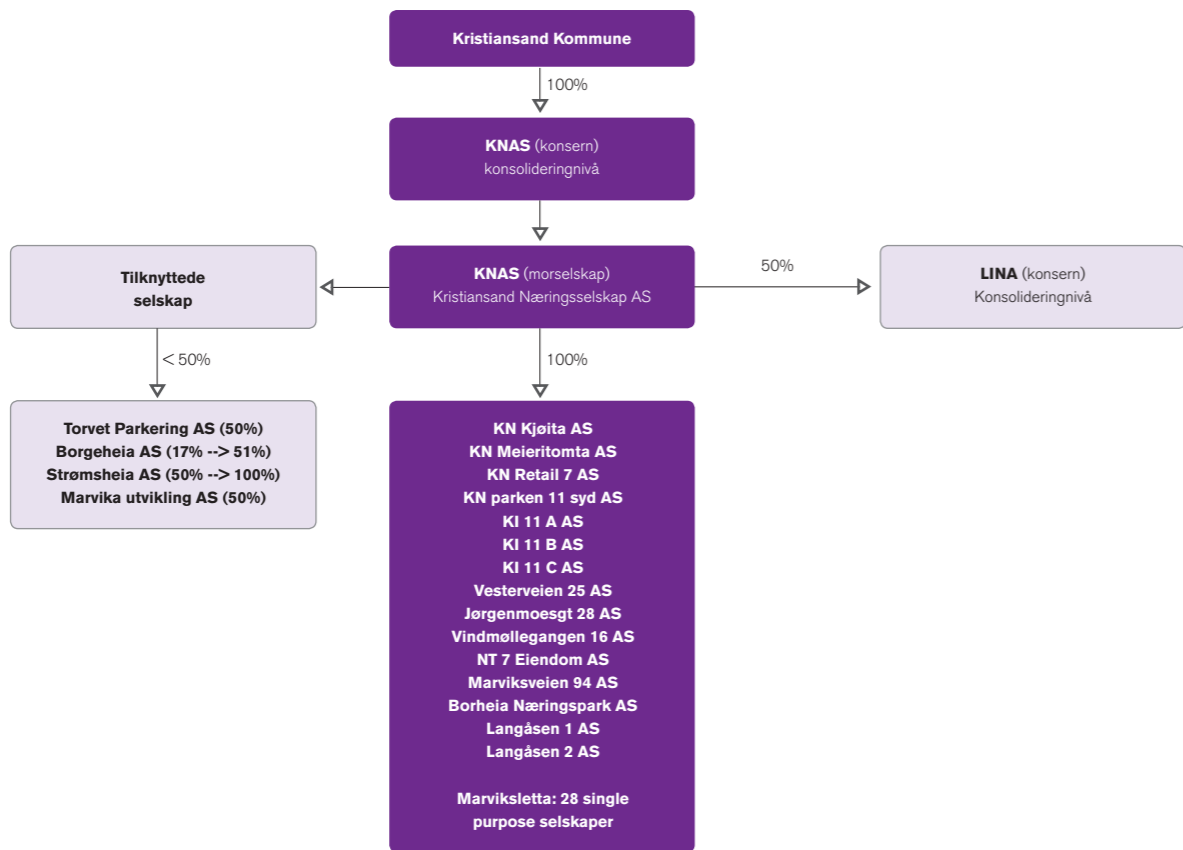 Kristiansand Kommune
100%
KNAS (konsern)
konsolideringnivå
Tilknyttede
selskap
KNAS (morselskap)
Kristiansand Næringsselskap AS
50%
LINA (konsern)
Konsolideringnivå
< 50%
100%
Torvet Parkering AS (50%)
Borgeheia AS (17% --> 51%)
Strømsheia AS (50% --> 100%)
Marvika utvikling AS (50%)
KN Kjøita AS
KN Meieritomta AS
KN Retail 7 AS
KN parken 11 syd AS
KI 11 A AS
KI 11 B AS
KI 11 C AS
Vesterveien 25 AS
Jørgenmoesgt 28 AS
Vindmøllegangen 16 AS
NT 7 Eiendom AS
Marviksveien 94 AS
Borheia Næringspark AS
Langåsen 1 AS
Langåsen 2 AS
Marviksletta: 28 single
purpose selskaper